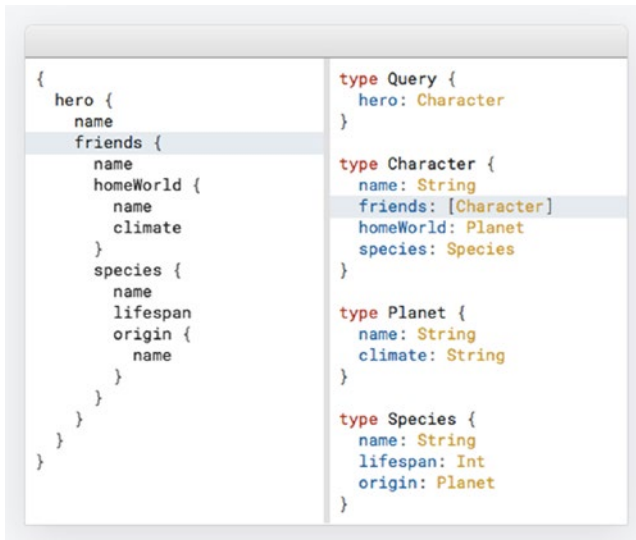 {
  hero {
    name
    friends {
      name
      homeWorld {
        name
        climate
      }
      species {
        name
        lifespan
        origin {
          name
        }
      }
    }
  }
}
type Query {
  hero: Character
}

type Character {
  name: String
  friends: [Character]
  homeWorld: Planet
  species: Species
}

type Planet {
  name: String
  climate: String
}

type Species {
  name: String
  lifespan: Int
  origin: Planet
}